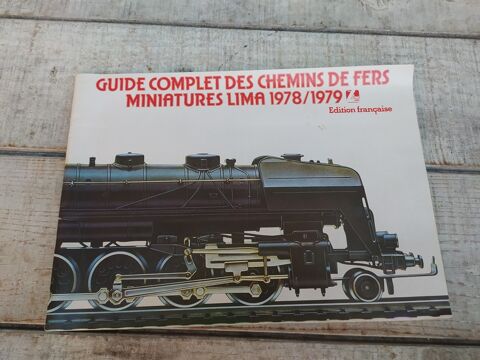 GUIDE COMPLET DES CHEMINS DE FERS
MINIATURES LIMA 1978/1979
Edition française